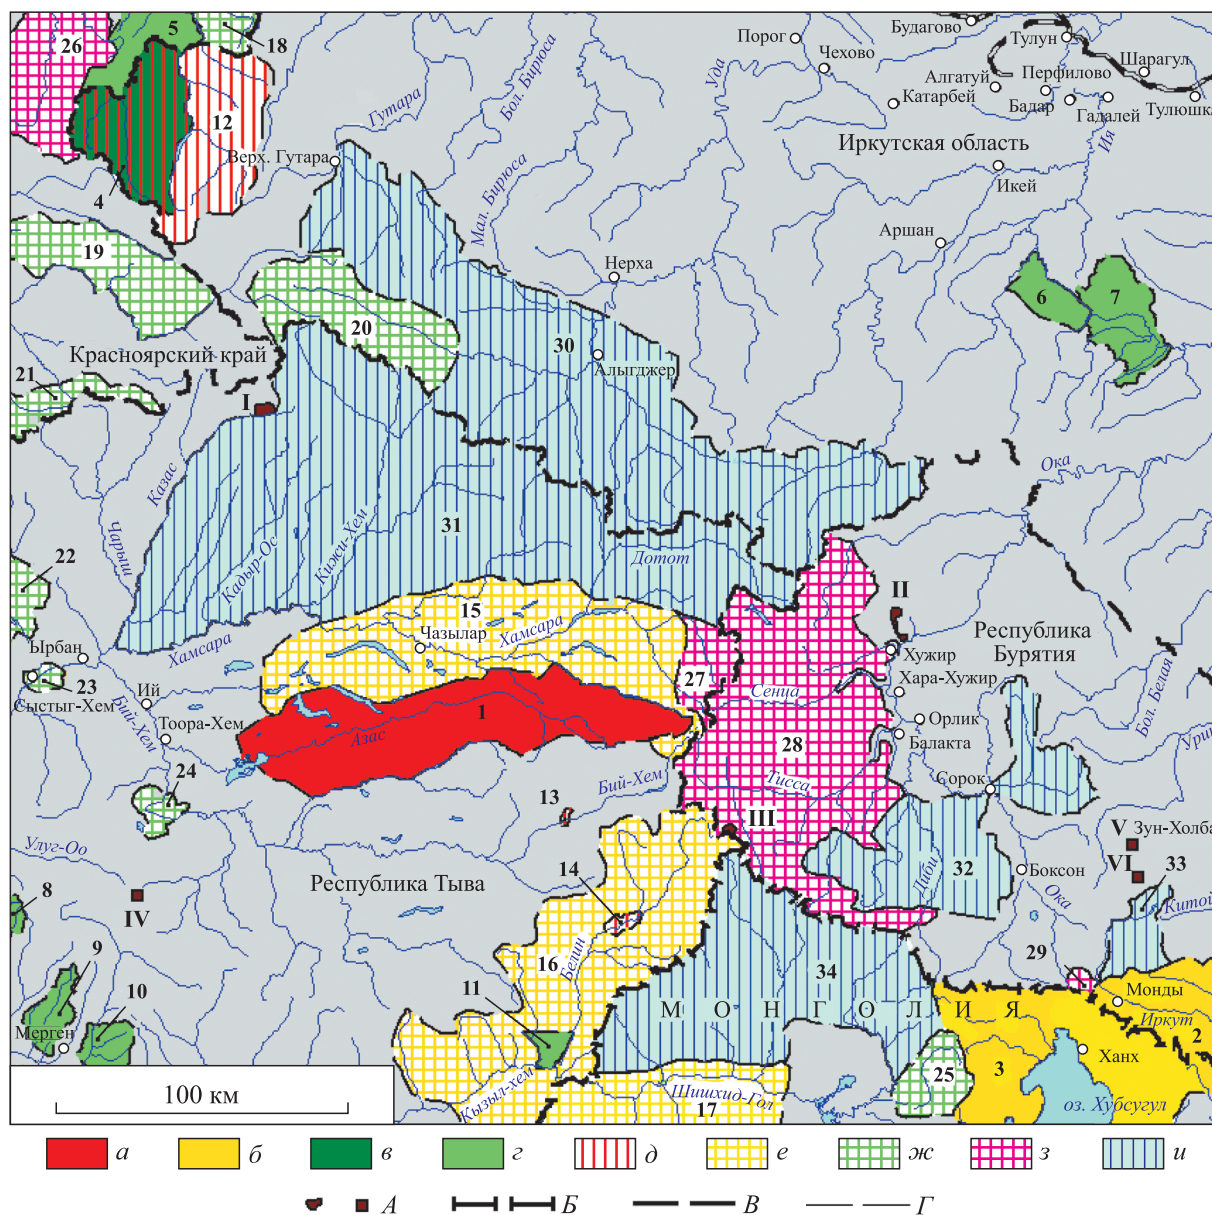 26
5
18
Порог
Чехово
Будагово
Тулун
Шарагул
Алгатуй
Перфилово
Катарбей
Бадар
Гадалей
Тулюшка
Уда
Бол. Бирюса
Гутара
12
Верх. Гутара
4
Иркутская область
Ия
Икей
Мал. Бирюса
Аршан
19
Нерха
6
7
20
30
Красноярский край
Алыгджер
21
I
Казас
Ока
31
Чарыш
Кадыр-Ос
Кижи-Хем
Дотот
22
15
II
Чазылар
Хамсара
Хамсара
Республика
Бурятия
Ырбан
Хужир
27
Сенца
Хара-Хужир
23
Сыстыг-Хем
Ий
Бий-Хем
Тоора-Хем
1
Азас
Орлик
Балакта
Бол. Белая
Урик
28
Тисса
Бий-Хем
Сорок
24
13
III
V
Зун-Холба
Улуг-Оо
VI
33
Республика Тыва
14
Диби
32
Боксон
Ока
Китой
8
IV
9
Белин
16
34
29
10
11
МОНГОЛИЯ
Монды
Иркут
2
Мерген
Ханх
25
3
100 км
Кызыл-хем
Шишхид-Гол
17
оз. Хубсугул
а б в г д е ж з и
А Б В Г